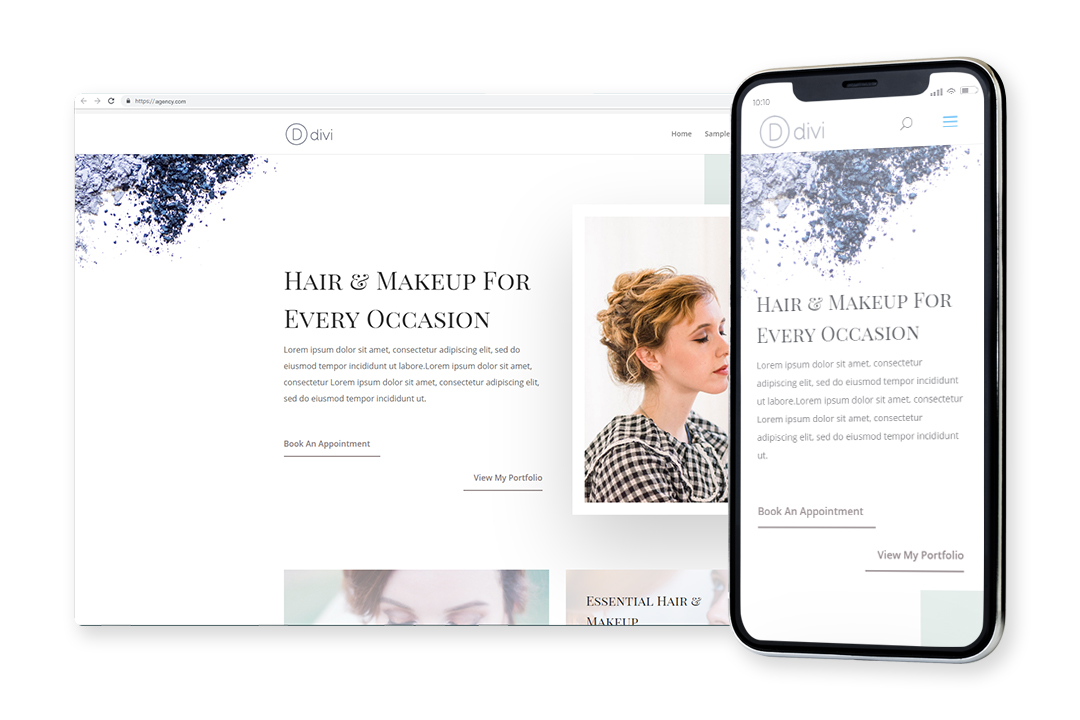 https://agency.com
D divi
Home Sample
Hair & Makeup For
Every Occasion
Lorem ipsum dolor sit amet, consectetur adipiscing elit, sed do
eiusmod tempor incididunt ut labore.Lorem ipsum dolor sit amet,
consectetur Lorem ipsum dolor sit amet, consectetur adipiscing elit,
sed do eiusmod tempor incididunt ut.
Book An Appointment
View My Portfolio
Essential Hair &
Makeup
10:10
D divi
Hair & Makeup For
Every Occasion
Lorem ipsum dolor sit amet, consectetur
adipiscing elit, sed do eiusmod tempor incididunt
ut labore.Lorem ipsum dolor sit amet, consectetur
Lorem ipsum dolor sit amet, consectetur
adipiscing elit, sed do eiusmod tempor incididunt
ut.
Book An Appointment
View My Portfolio